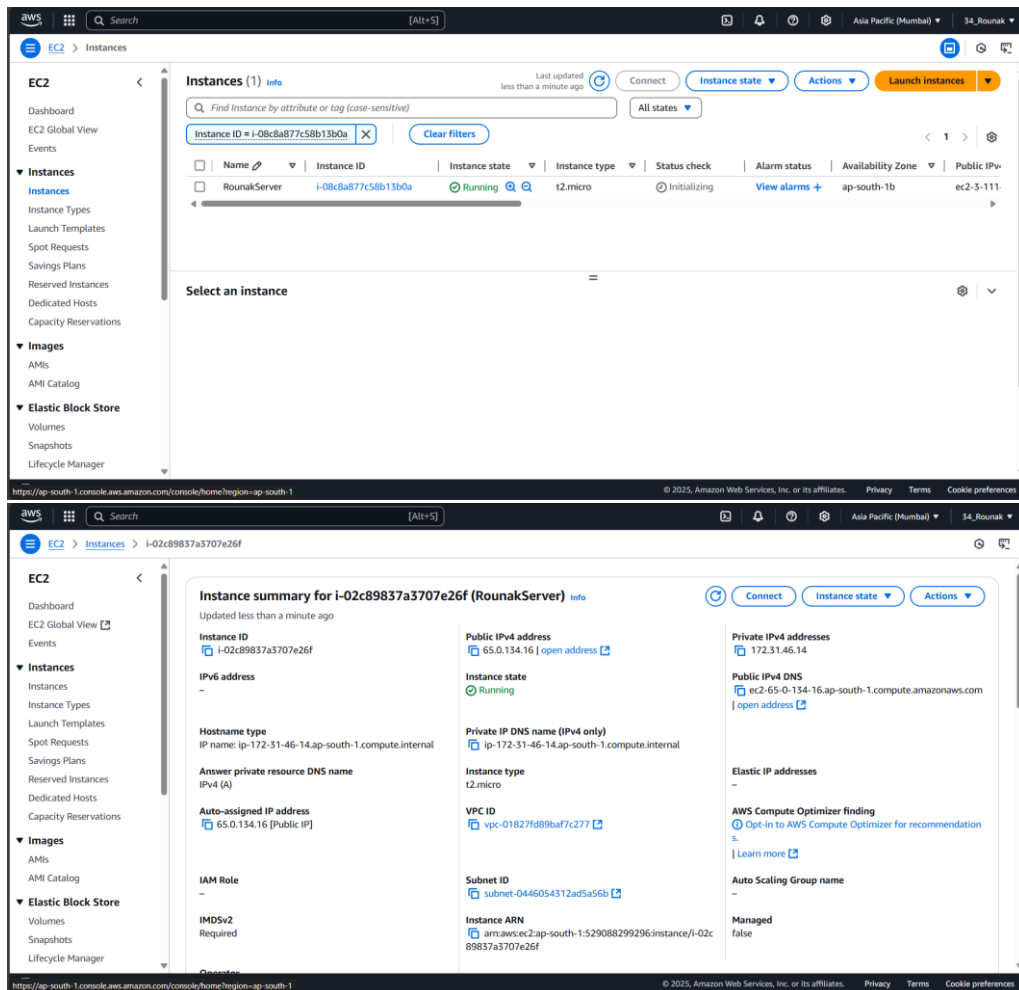 aws Search [Alt+S] Asia Pacific (Mumbai) ▼ 34_Rounak ▼
EC2 > Instances
EC2
Dashboard
EC2 Global View
Events
▼ Instances
Instances
Instance Types
Launch Templates
Spot Requests
Savings Plans
Reserved Instances
Dedicated Hosts
Capacity Reservations
▼ Images
AMIs
AMI Catalog
▼ Elastic Block Store
Volumes
Snapshots
Lifecycle Manager
Instances (1) Info
Last updated
less than a minute ago
Connect Instance state ▼ Actions ▼ Launch instances ▼
Find Instance by attribute or tag (case-sensitive) All states ▼
Instance ID = i-08c8a877c58b13b0a X Clear filters
< 1 >
Name Instance ID Instance state Instance type Status check Alarm status Availability Zone Public IPv
RounakServer i-08c8a877c58b13b0a Running t2.micro Initializing View alarms + ap-south-1b ec2-3-111
=
Select an instance
https://ap-south-1.console.aws.amazon.com/console/home?region=ap-south-1
© 2025, Amazon Web Services, Inc. or its affiliates. Privacy Terms Cookie preferences
aws Search [Alt+S] Asia Pacific (Mumbai) ▼ 34_Rounak ▼
EC2 > Instances > i-02c89837a3707e26f
EC2
Dashboard
EC2 Global View
Events
▼ Instances
Instances
Instance Types
Launch Templates
Spot Requests
Savings Plans
Reserved Instances
Dedicated Hosts
Capacity Reservations
▼ Images
AMIs
AMI Catalog
▼ Elastic Block Store
Volumes
Snapshots
Lifecycle Manager
Instance summary for i-02c89837a3707e26f (RounakServer) Info
Connect Instance state ▼ Actions ▼
Updated less than a minute ago
Instance ID
i-02c89837a3707e26f
Public IPv4 address
65.0.134.16 | open address
Private IPv4 addresses
172.31.46.14
IPv6 address
–
Instance state
Running
Public IPv4 DNS
ec2-65-0-134-16.ap-south-1.compute.amazonaws.com
| open address
Hostname type
IP name: ip-172-31-46-14.ap-south-1.compute.internal
Private IP DNS name (IPv4 only)
ip-172-31-46-14.ap-south-1.compute.internal
Answer private resource DNS name
IPv4 (A)
Instance type
t2.micro
Elastic IP addresses
–
Auto-assigned IP address
65.0.134.16 [Public IP]
VPC ID
vpc-01827fd89baf7c277
AWS Compute Optimizer finding
Opt-in to AWS Compute Optimizer for recommendation
s.
| Learn more
IAM Role
–
Subnet ID
subnet-0446054312ad5a56b
Auto Scaling Group name
–
IMDSv2
Required
Instance ARN
arn:aws:ec2:ap-south-1:529088299296:instance/i-02c
89837a3707e26f
Managed
false
Operator
https://ap-south-1.console.aws.amazon.com/console/home?region=ap-south-1
© 2025, Amazon Web Services, Inc. or its affiliates. Privacy Terms Cookie preferences